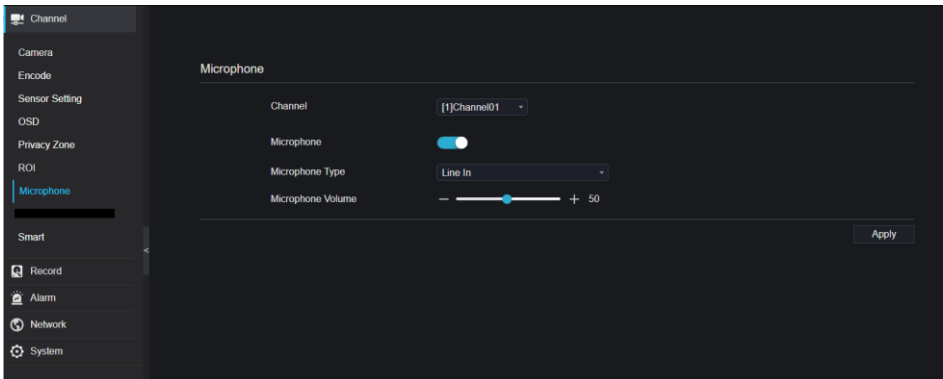 Channel
Camera
Encode
Sensor Setting
OSD
Privacy Zone
ROI
Microphone
Smart
Record
Alarm
Network
System
<
Microphone
Channel [1]Channel01
Microphone
Microphone Type Line In
Microphone Volume − + 50
Apply